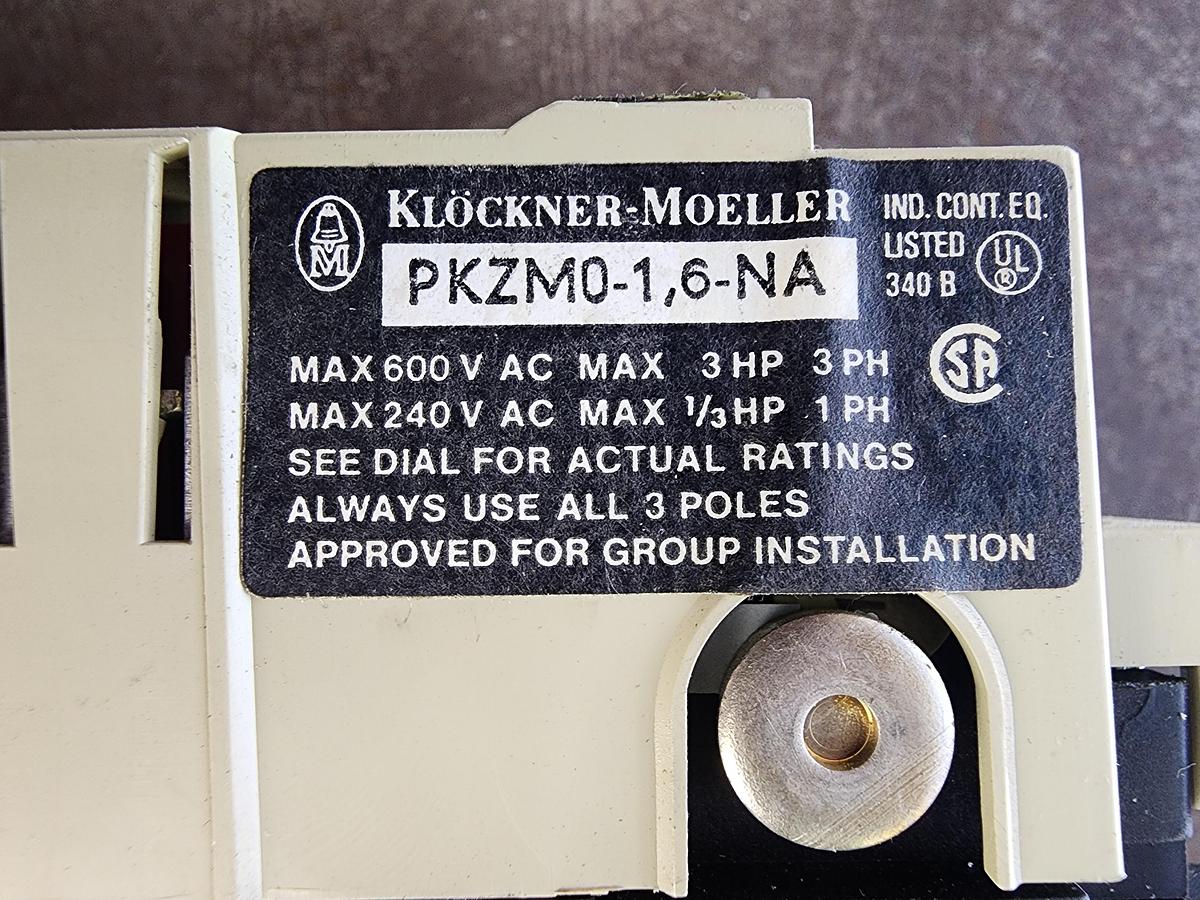 KLÖCKNER-MOELLER
PKZM0-1,6-NA
IND. CONT. EQ.
LISTED
340 B
UL
®
M
SA
MAX 600 V AC MAX 3 HP 3 PH
MAX 240 V AC MAX 1/3 HP 1 PH
SEE DIAL FOR ACTUAL RATINGS
ALWAYS USE ALL 3 POLES
APPROVED FOR GROUP INSTALLATION